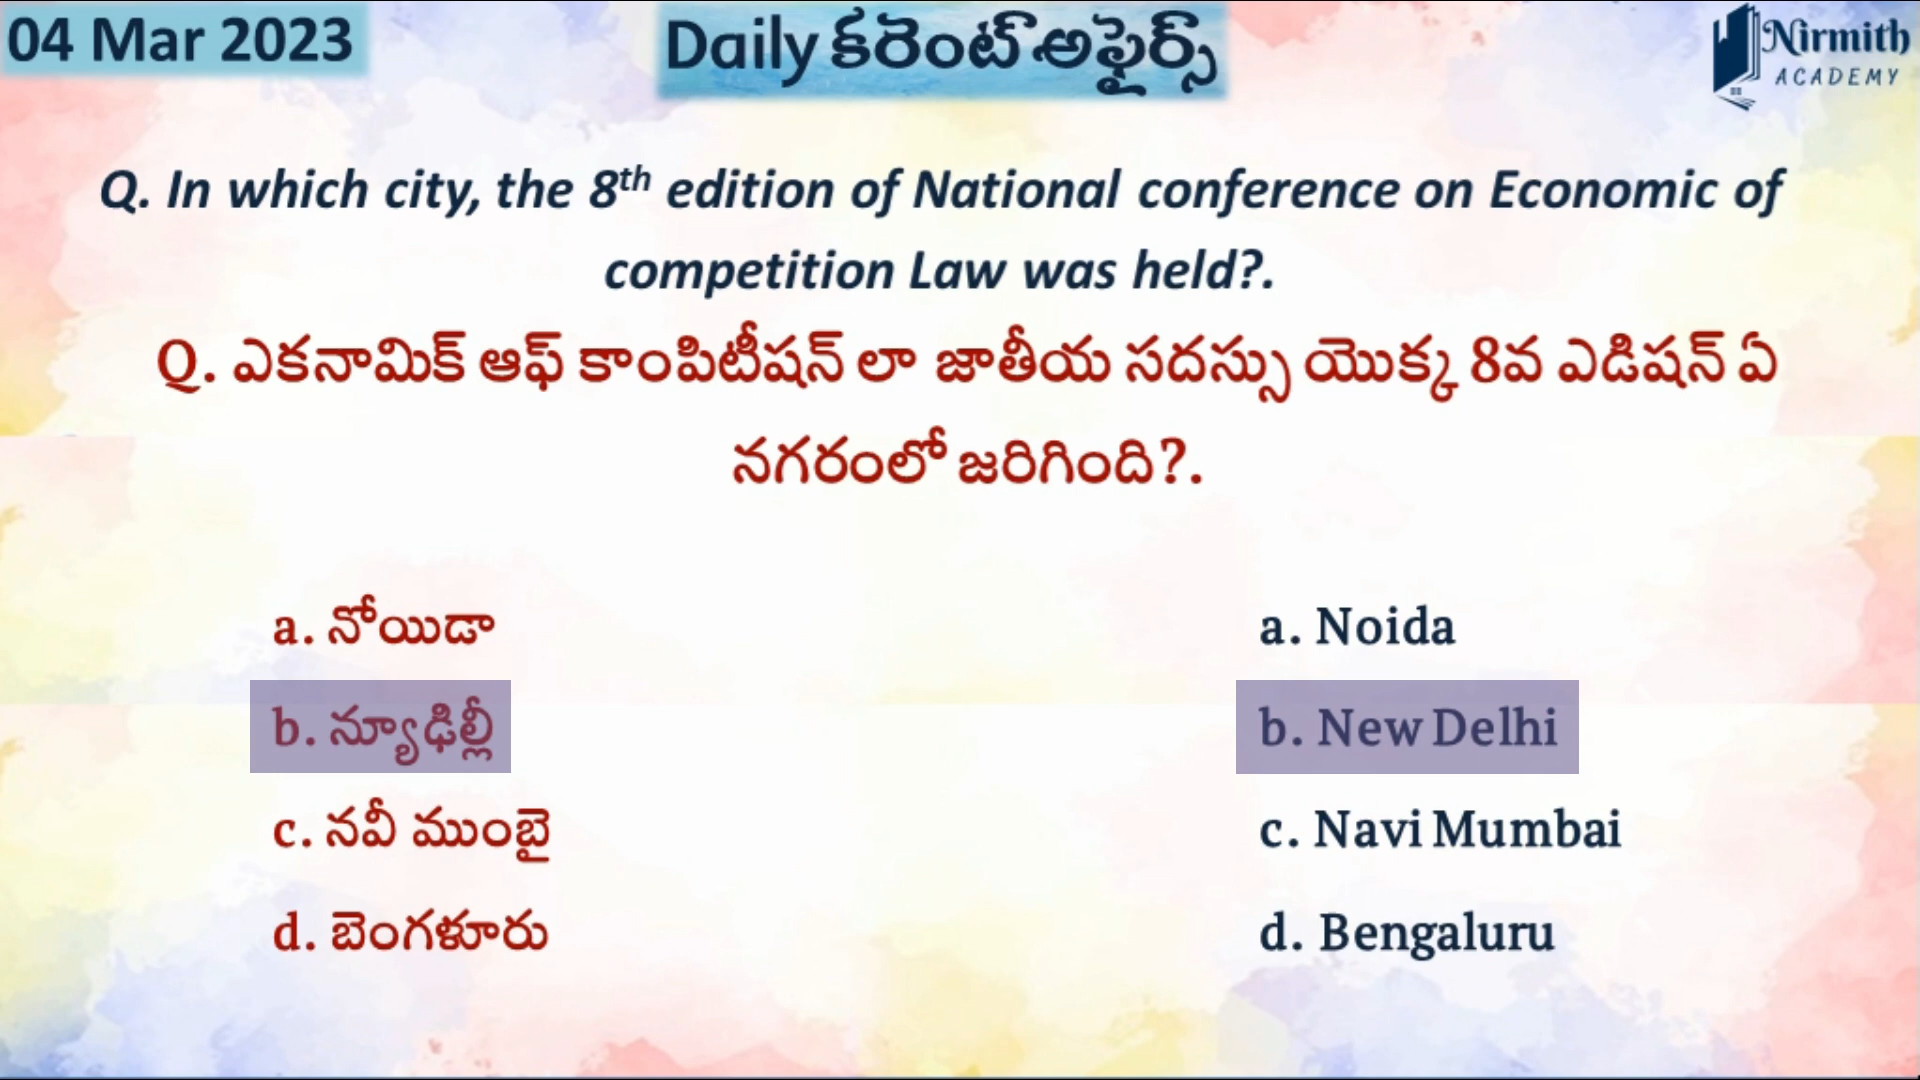 04 Mar 2023
Daily కరెంట్ అఫైర్స్
Nirmith
ACADEMY
Q. In which city, the 8th edition of National conference on Economic of
competition Law was held?.
Q. ఎకనామిక్ ఆఫ్ కాంపిటీషన్ లా జాతీయ సదస్సు యొక్క 8వ ఎడిషన్ ఏ
నగరంలో జరిగింది?.
a. నోయిడా
b. న్యూఢిల్లీ
c. నవీ ముంబై
d. బెంగళూరు
a. Noida
b. New Delhi
c. Navi Mumbai
d. Bengaluru